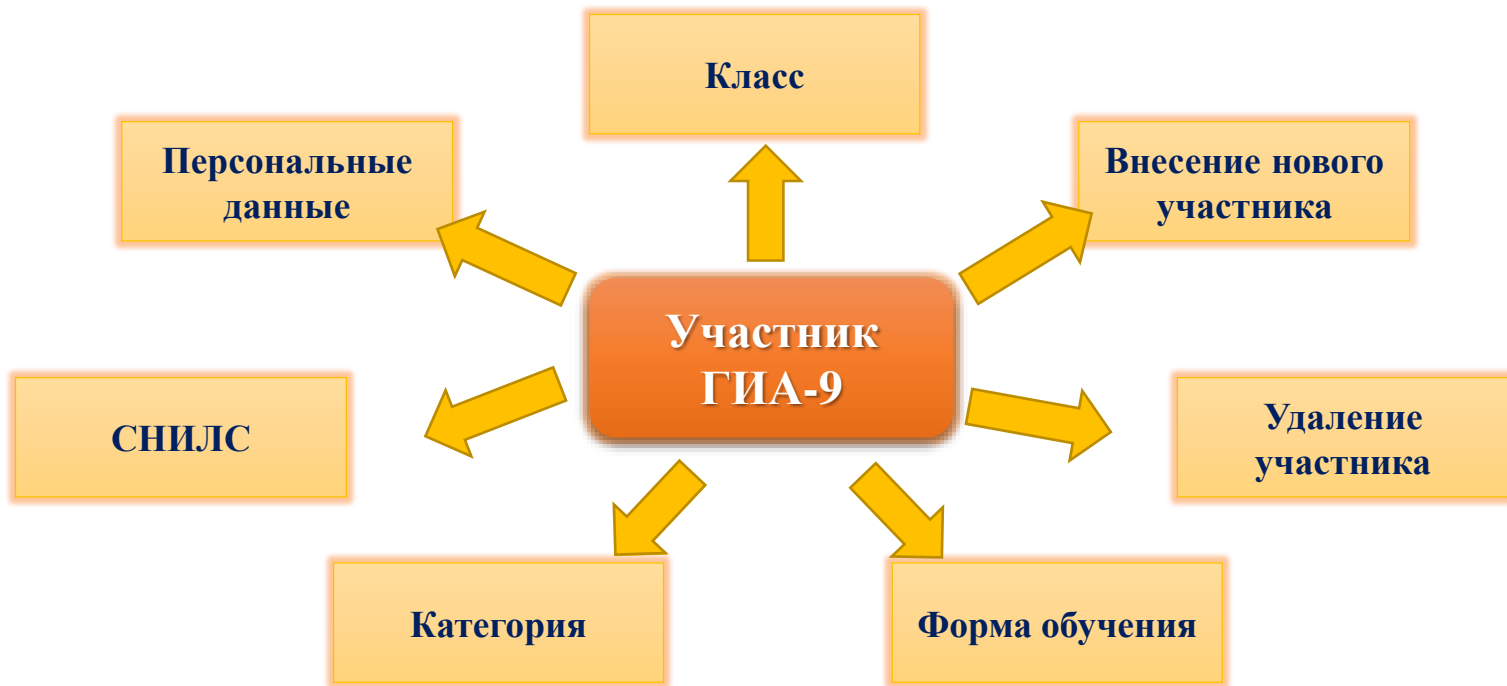 Класс
Персональные
данные
Внесение нового
участника
Участник
ГИА-9
СНИЛС
Удаление
участника
Категория
Форма обучения